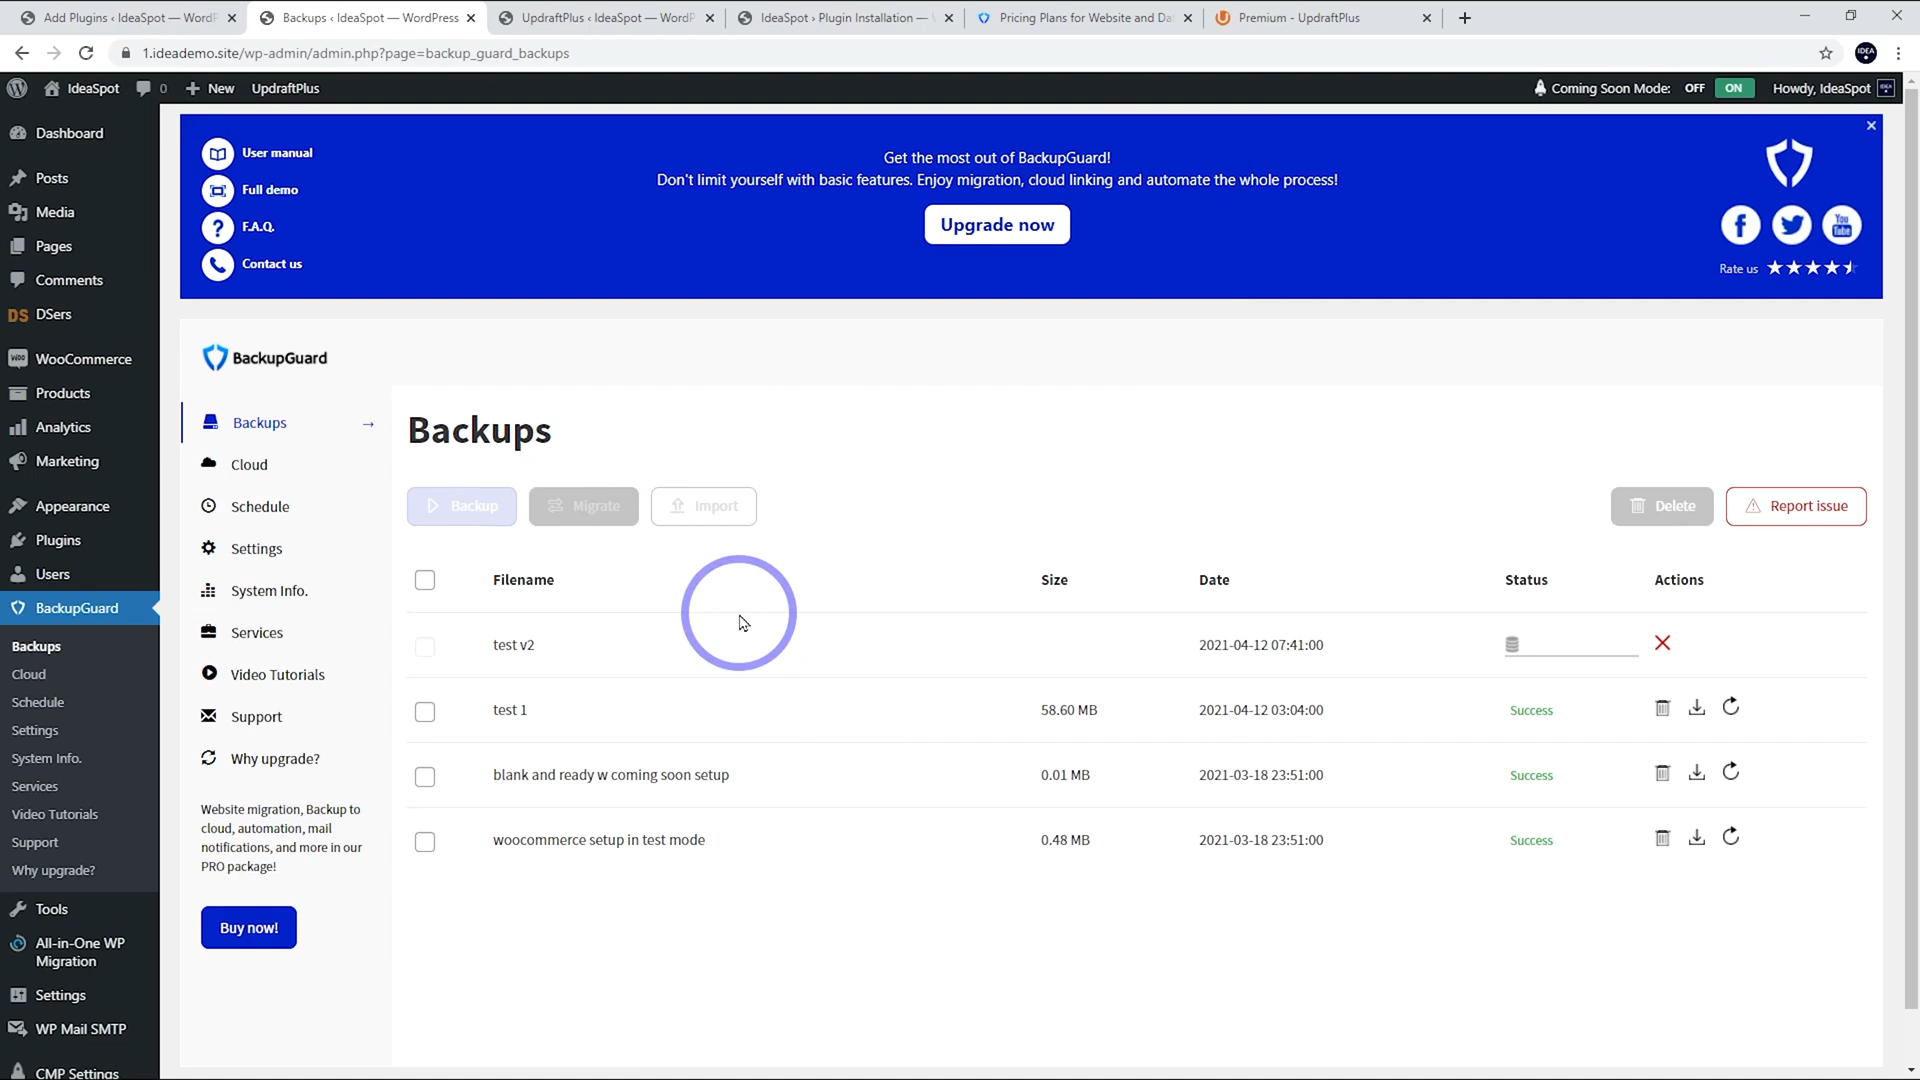 Add Plugins ‹ IdeaSpot — WordP
Backups ‹ IdeaSpot — WordPress
UpdraftPlus ‹ IdeaSpot — WordP
IdeaSpot › Plugin Installation —
Pricing Plans for Website and Da
Premium - UpdraftPlus
1.ideademo.site/wp-admin/admin.php?page=backup_guard_backups
IDEA
IdeaSpot
0
New
UpdraftPlus
Coming Soon Mode:
OFF
ON
Howdy, IdeaSpot
Dashboard
Posts
Media
Pages
Comments
DS DSers
Woo WooCommerce
Products
Analytics
Marketing
Appearance
Plugins
Users
BackupGuard
Backups
Cloud
Schedule
Settings
System Info.
Services
Video Tutorials
Support
Why upgrade?
Tools
All-in-One WP
Migration
Settings
WP Mail SMTP
CMP Settings
User manual
Full demo
F.A.Q.
Contact us
Get the most out of BackupGuard!
Don't limit yourself with basic features. Enjoy migration, cloud linking and automate the whole process!
Upgrade now
You
Tube
Rate us
BackupGuard
Backups
Cloud
Schedule
Settings
System Info.
Services
Video Tutorials
Support
Why upgrade?
Website migration, Backup to
cloud, automation, mail
notifications, and more in our
PRO package!
Buy now!
Backups
Backup
Migrate
Import
Delete
Report issue
Filename Size Date Status Actions
test v2 2021-04-12 07:41:00
test 1 58.60 MB 2021-04-12 03:04:00 Success
blank and ready w coming soon setup 0.01 MB 2021-03-18 23:51:00 Success
woocommerce setup in test mode 0.48 MB 2021-03-18 23:51:00 Success